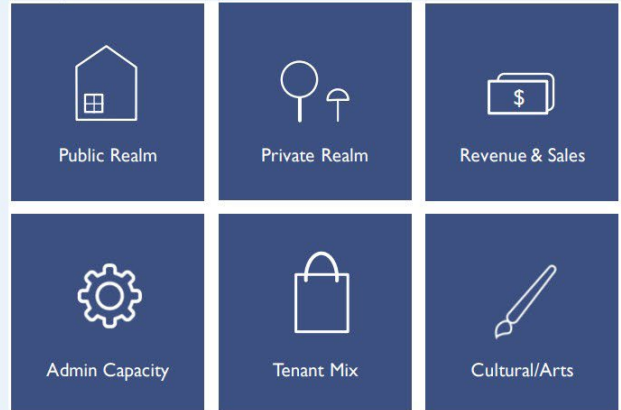 Public Realm
Private Realm
$
Revenue & Sales
Admin Capacity
Tenant Mix
Cultural/Arts